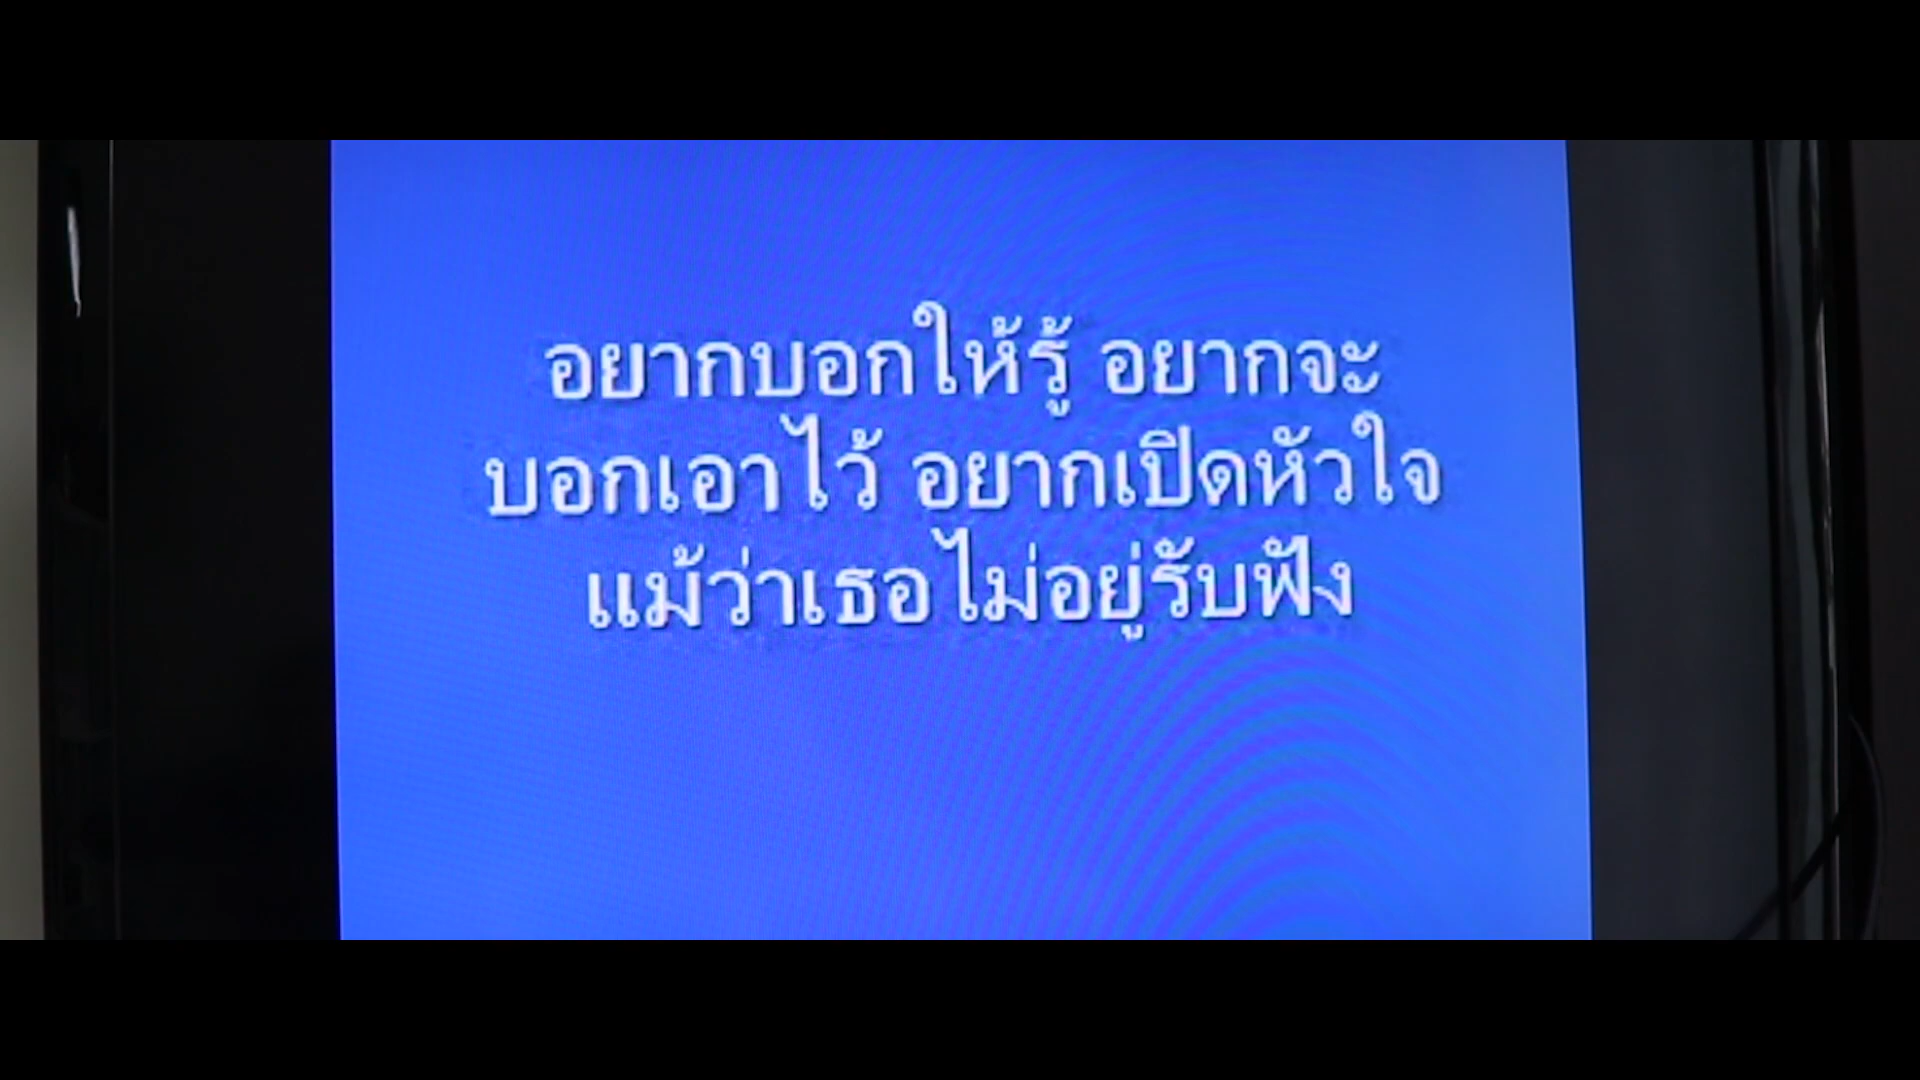 อยากบอกให้รู้ อยากจะ
บอกเอาไว้ อยากเปิดหัวใจ
แม้ว่าเธอไม่อยู่รับฟัง